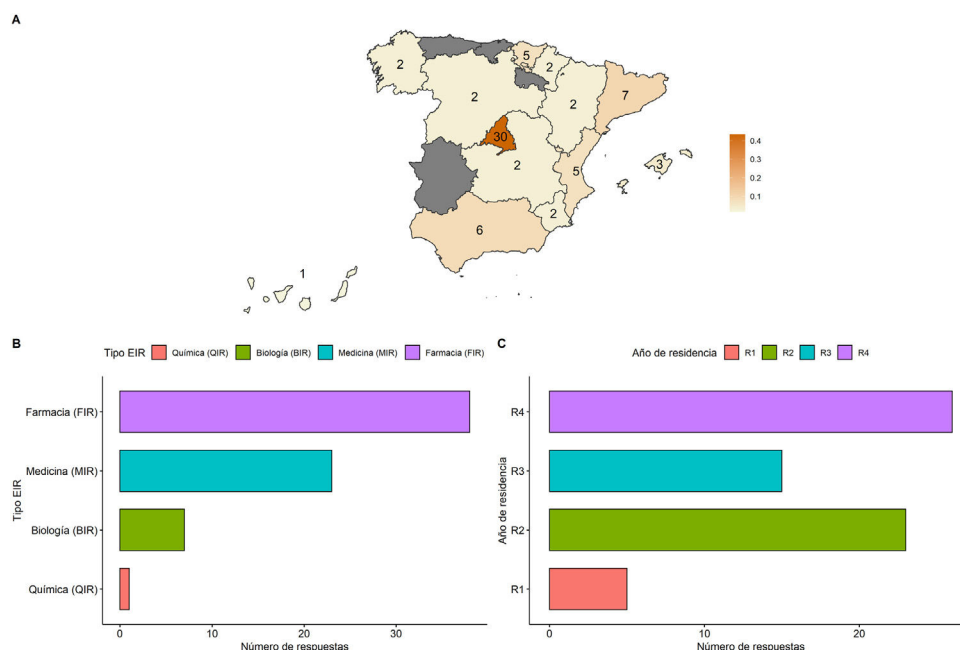 A
2
5
2
2
2
7
30
2
5
3
2
6
1
0.4
0.3
0.2
0.1
B
Tipo EIR Química (QIR) Biología (BIR) Medicina (MIR) Farmacia (FIR)
Tipo EIR
Farmacia (FIR)
Medicina (MIR)
Biología (BIR)
Química (QIR)
0 10 20 30
Número de respuestas
C
Año de residencia R1 R2 R3 R4
Año de residencia
R4
R3
R2
R1
0 10 20
Número de respuestas